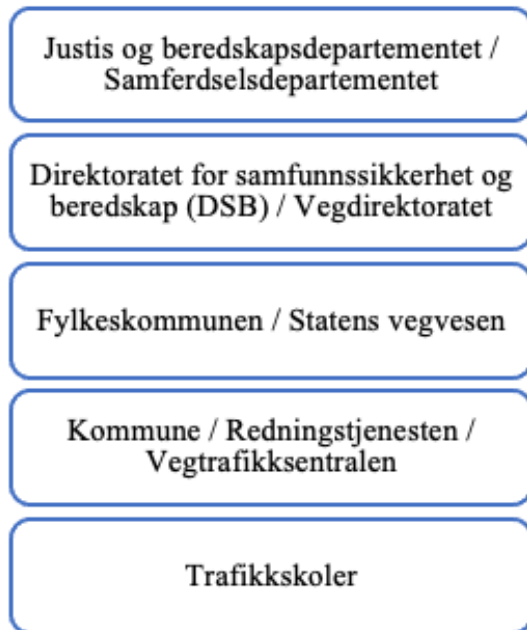 Justis og beredskapsdepartementet /
Samferdselsdepartementet
Direktoratet for samfunnssikkerhet og
beredskap (DSB) / Vegdirektoratet
Fylkeskommunen / Statens vegvesen
Kommune / Redningstjenesten /
Vegtrafikksentralen
Trafikkskoler